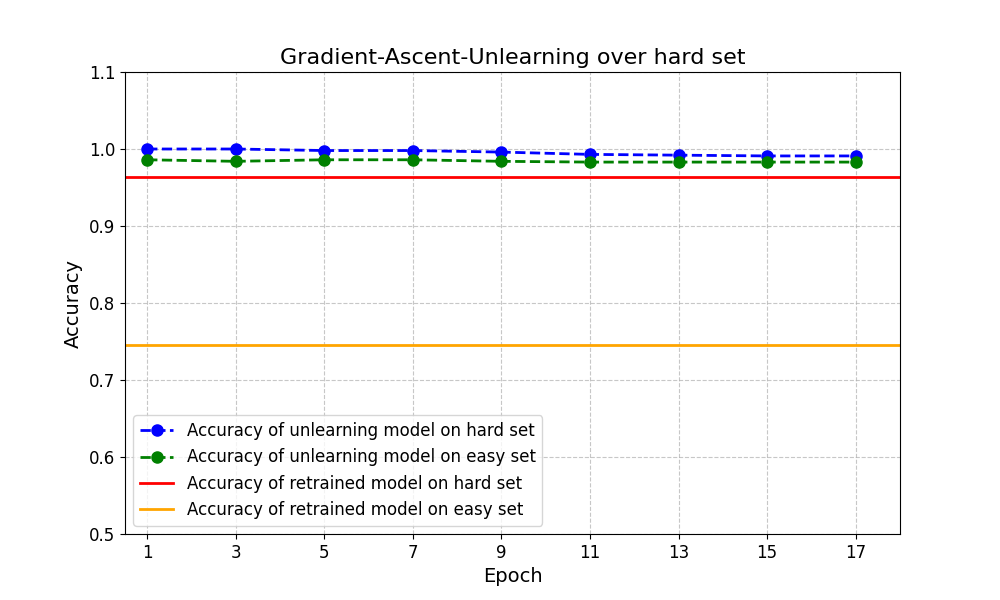 Gradient-Ascent-Unlearning over hard set
1.1
1.0
0.9
0.8
0.7
0.6
0.5
Accuracy
Accuracy of unlearning model on hard set
Accuracy of unlearning model on easy set
Accuracy of retrained model on hard set
Accuracy of retrained model on easy set
1 3 5 7 9 11 13 15 17
Epoch